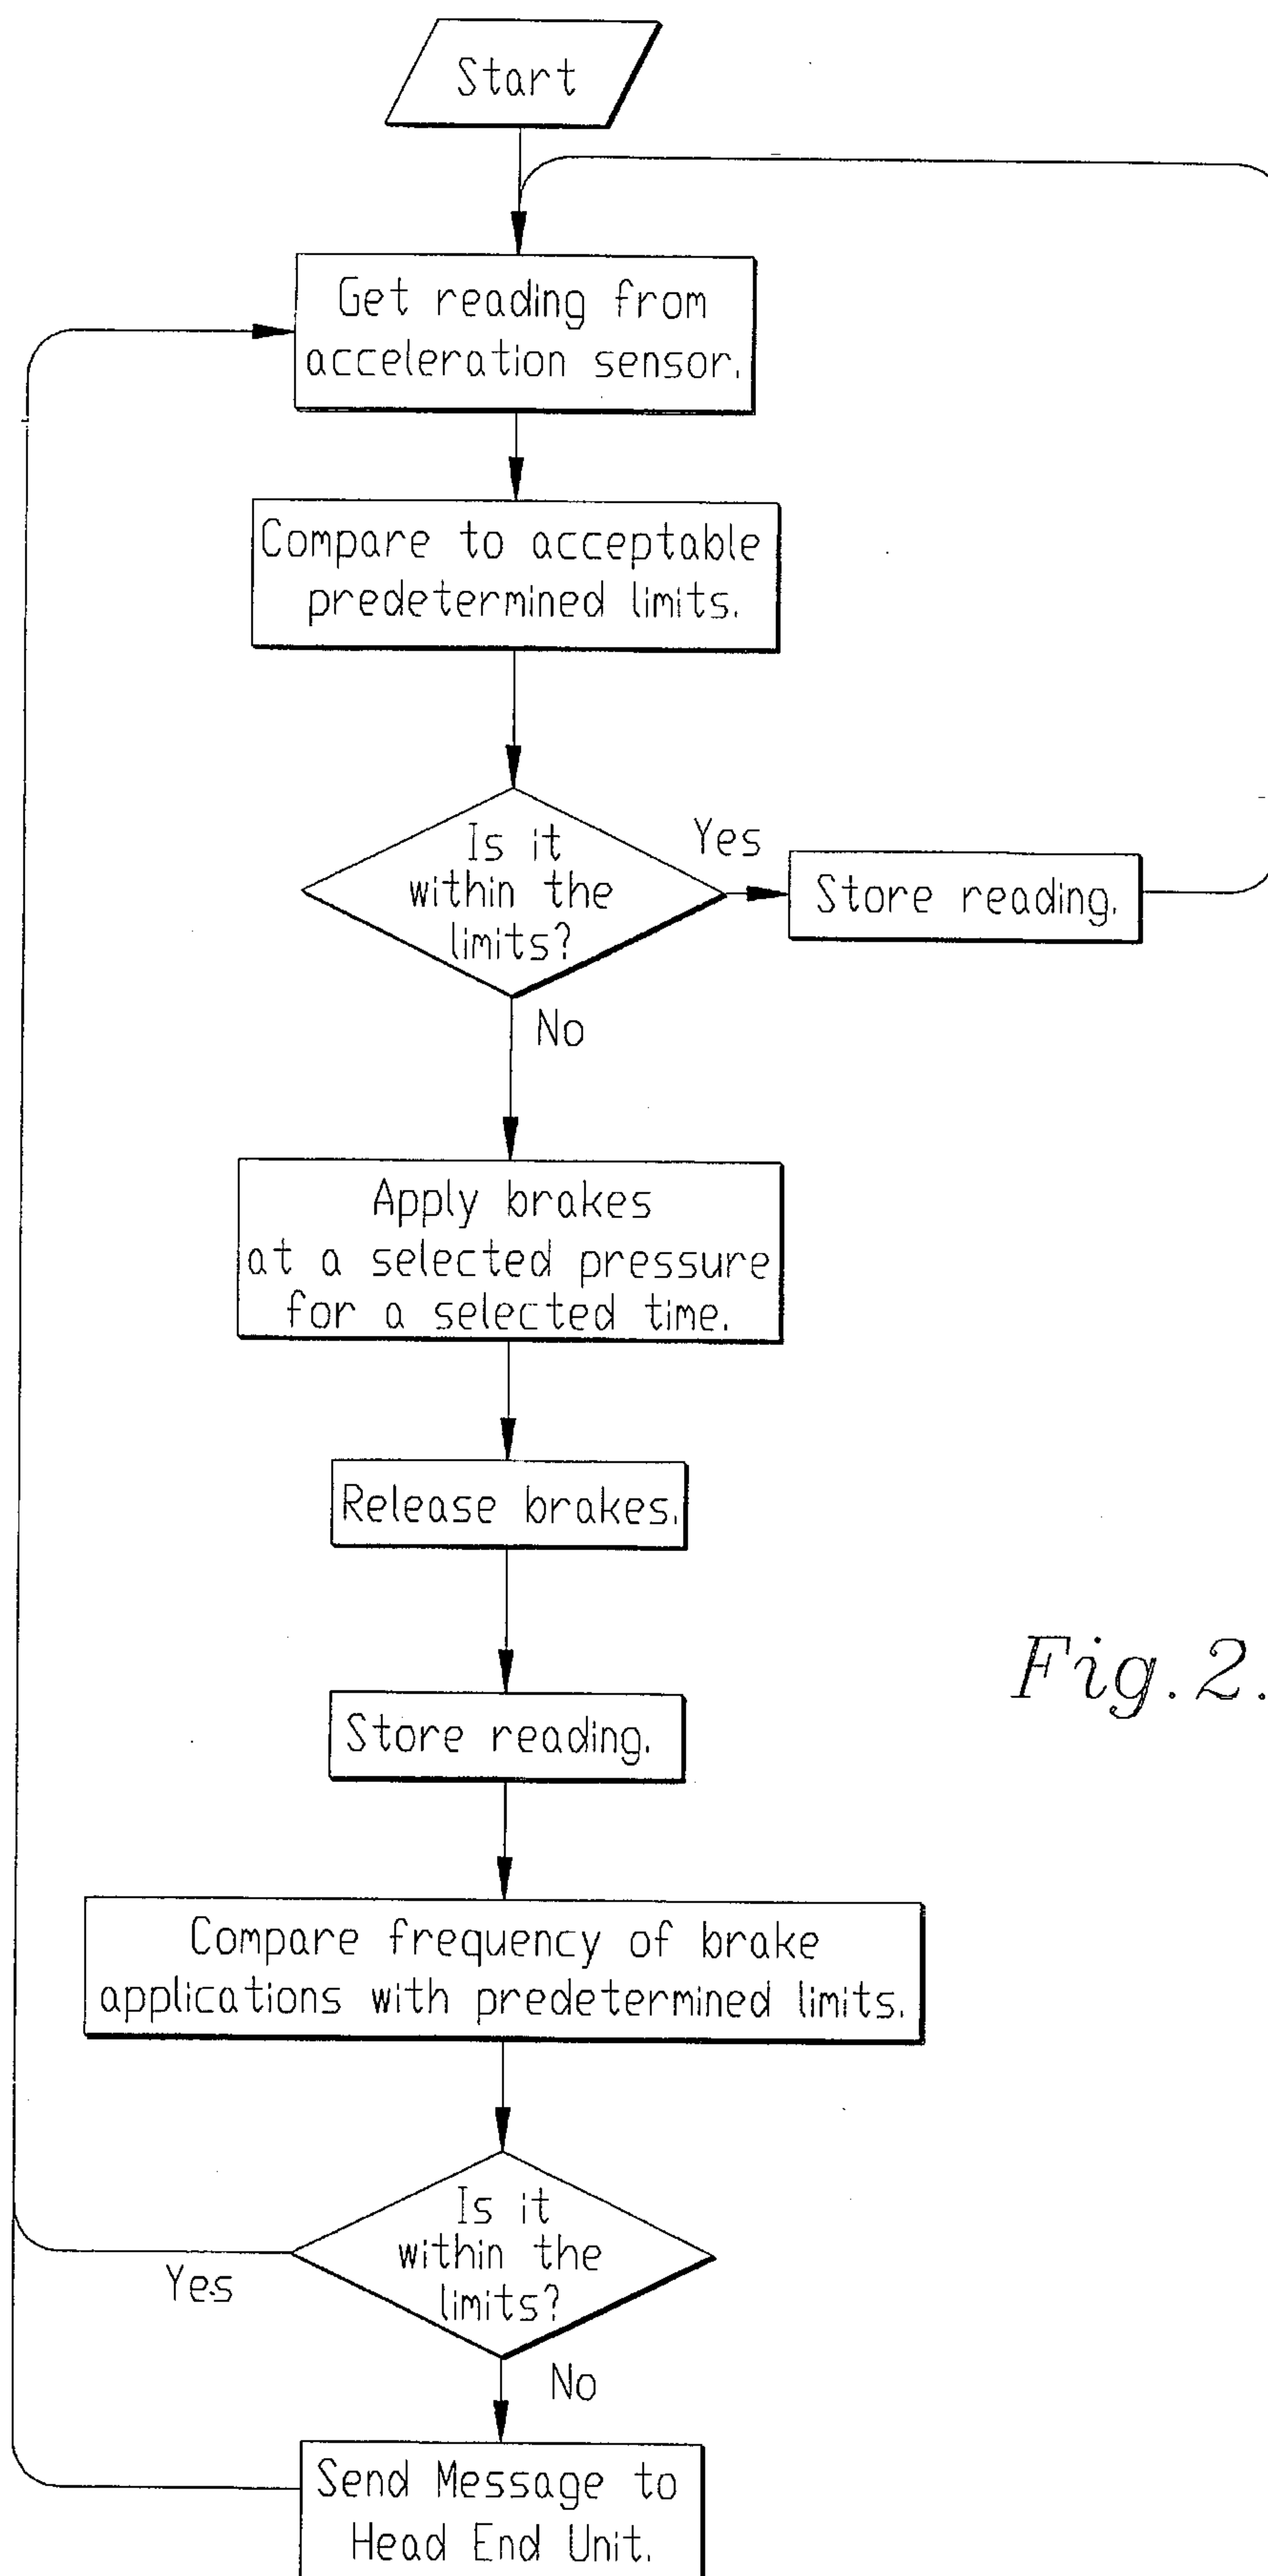 Start
Get reading from
acceleration sensor.
Compare to acceptable
predetermined limits.
Is it
within the
limits?
Yes
Store reading.
No
Apply brakes
at a selected pressure
for a selected time.
Release brakes.
Store reading.
Fig. 2.
Compare frequency of brake
applications with predetermined limits.
Is it
within the
limits?
Yes
No
Send Message to
Head End Unit.